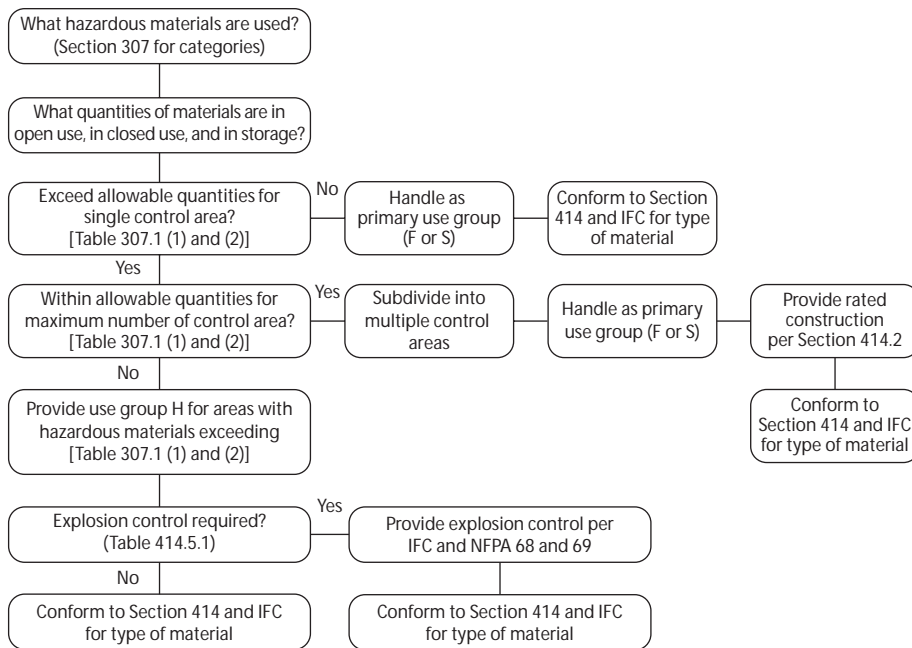 What hazardous materials are used?
(Section 307 for categories)
What quantities of materials are in
open use, in closed use, and in storage?
Exceed allowable quantities for
single control area?
[Table 307.1 (1) and (2)]
No
Handle as
primary use group
(F or S)
Conform to Section
414 and IFC for type
of material
Yes
Within allowable quantities for
maximum number of control area?
[Table 307.1 (1) and (2)]
Yes
Subdivide into
multiple control
areas
Handle as primary
use group (F or S)
Provide rated
construction
per Section 414.2
No
Conform to
Section 414 and IFC
for type of material
Provide use group H for areas with
hazardous materials exceeding
[Table 307.1 (1) and (2)]
Explosion control required?
(Table 414.5.1)
Yes
Provide explosion control per
IFC and NFPA 68 and 69
No
Conform to Section 414 and IFC
for type of material
Conform to Section 414 and IFC
for type of material